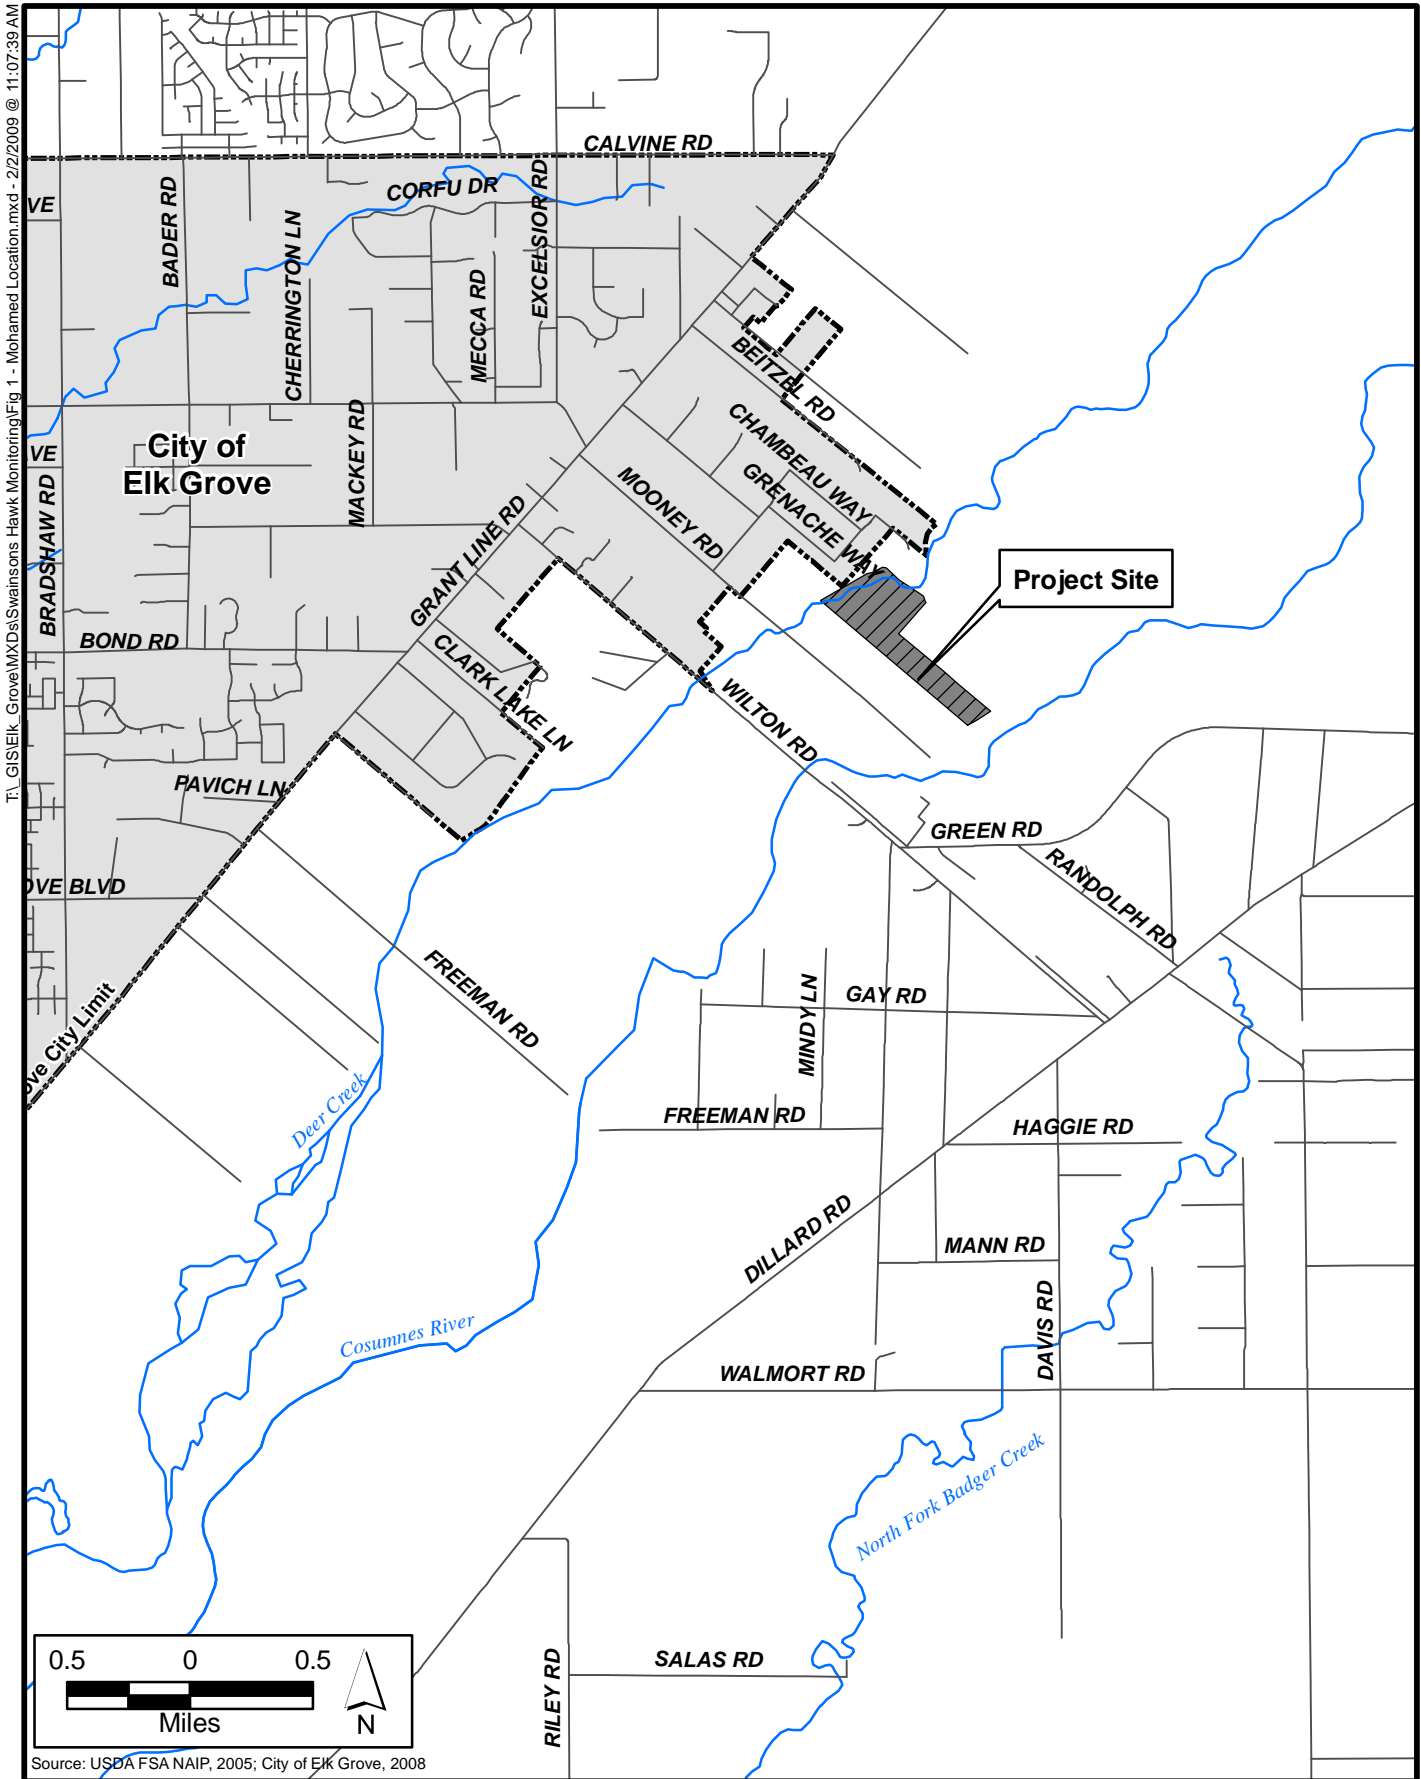 T:\_GIS\Elk_Grove\MXDs\Swainsons Hawk Monitoring\Fig 1 - Mohamed Location.mxd - 2/2/2009 @ 11:07:39 AM
CALVINE RD
CORFU DR
VE
BADER RD
CHERRINGTON LN
EXCELSIOR RD
MECCA RD
BEITZEL RD
CHAMBEAU WAY
GRENACHE WAY
City of
Elk Grove
VE
MACKEY RD
BRADSHAW RD
MOONEY RD
GRANT LINE RD
Project Site
BOND RD
CLARK LAKE LN
WILTON RD
PAVICH LN
GREEN RD
RANDOLPH RD
OVE BLVD
FREEMAN RD
GAY RD
MINDY LN
ove City Limit
Deer Creek
FREEMAN RD
HAGGIE RD
DILLARD RD
MANN RD
DAVIS RD
Cosumnes River
WALMORT RD
North Fork Badger Creek
SALAS RD
RILEY RD
0.5 0 0.5
Miles
N
Source: USDA FSA NAIP, 2005; City of Elk Grove, 2008